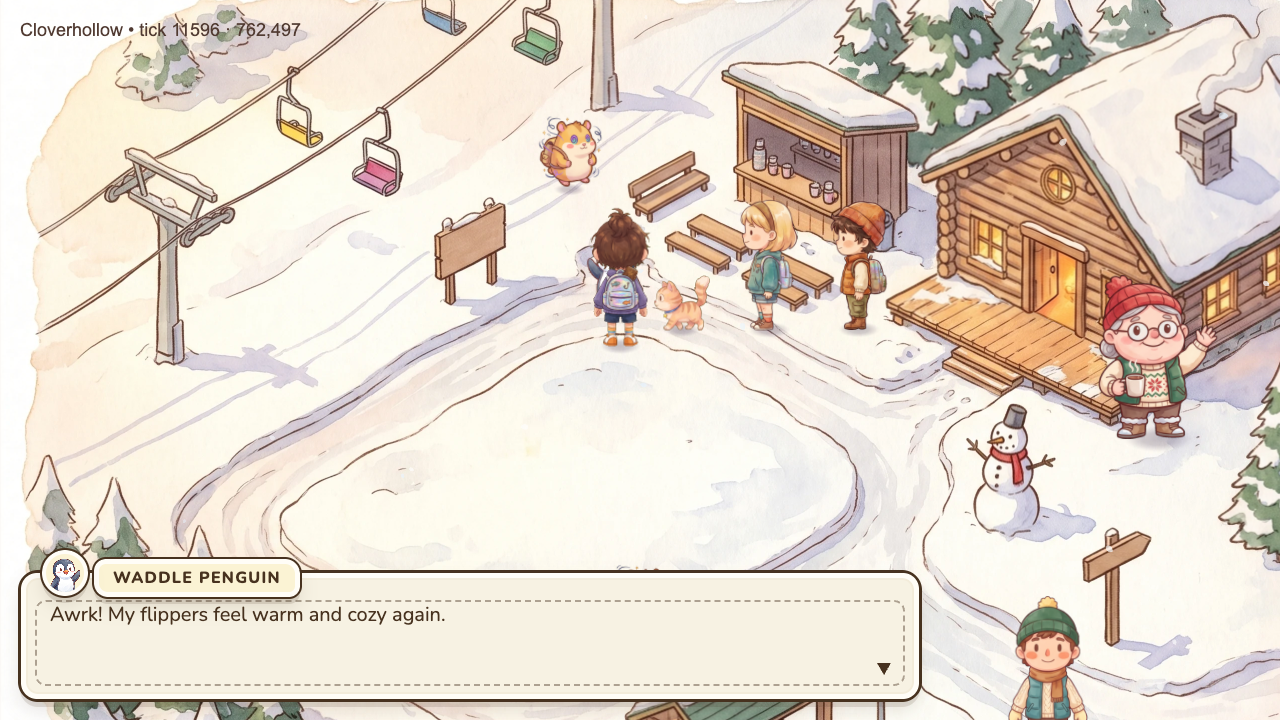 Cloverhollow • tick 11596 · 762,497
WADDLE PENGUIN
Awrk! My flippers feel warm and cozy again.